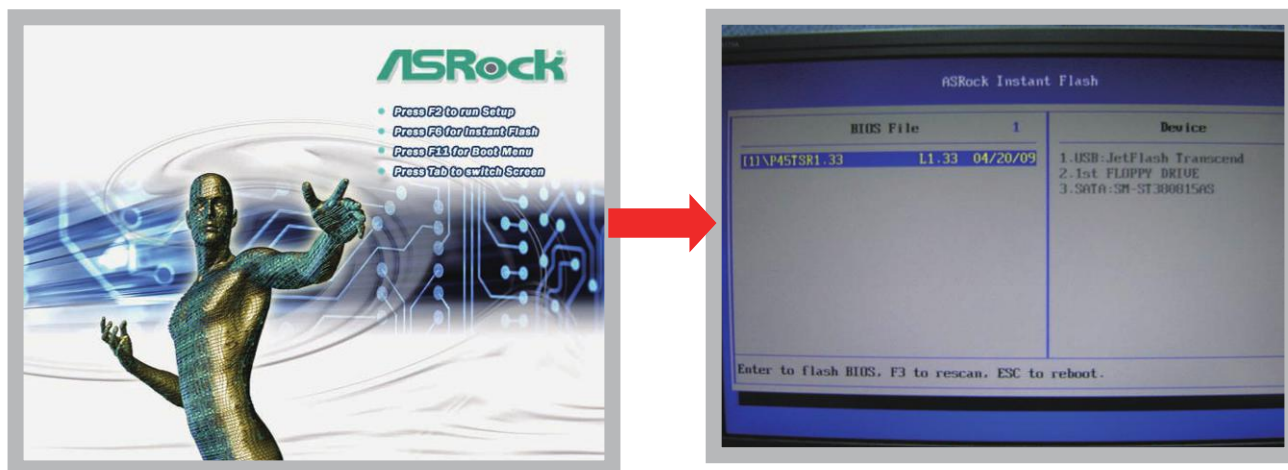 ASRock
Press F2 to run Setup
Press F6 for Instant Flash
Press F11 for Boot Menu
Press Tab to switch Screen
ASRock Instant Flash
BIOS File 1
[1]\P45TSR1.33 L1.33 04/20/09
Device
1.USB:JetFlash Transcend
2.1st FLOPPY DRIVE
3.SATA:SM-ST380815AS
Enter to flash BIOS, F3 to rescan, ESC to reboot.